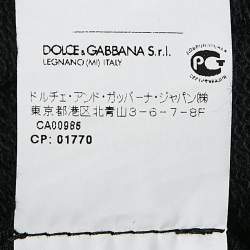 DOLCE & GABBANA S.r.l.
LEGNANO (MI) ITALY
ドルチェ・アンド・ガッバーナ・ジャパン㈱
東京都港区北青山3-6-7-8F
CA00985
CP: 01770